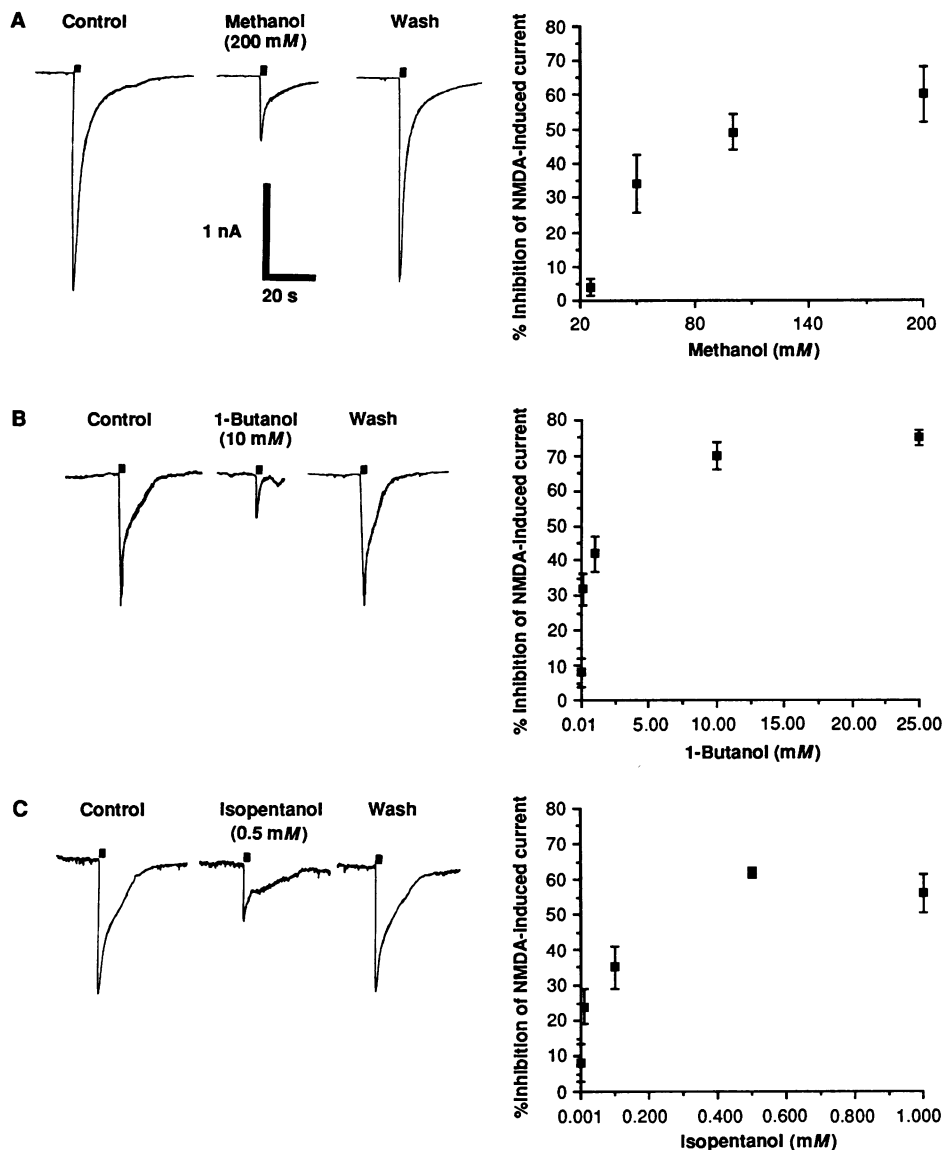 A
Control
Methanol
(200 mM)
Wash
1 nA
20 s
% Inhibition of NMDA-induced current
80
70
60
50
40
30
20
10
0
20 80 140 200
Methanol (mM)
B
Control
1-Butanol
(10 mM)
Wash
% Inhibition of NMDA-induced current
80
70
60
50
40
30
20
10
0
0.01 5.00 10.00 15.00 20.00 25.00
1-Butanol (mM)
C
Control
Isopentanol
(0.5 mM)
Wash
%Inhibition of NMDA-induced current
80
70
60
50
40
30
20
10
0
0.001 0.200 0.400 0.600 0.800 1.000
Isopentanol (mM)